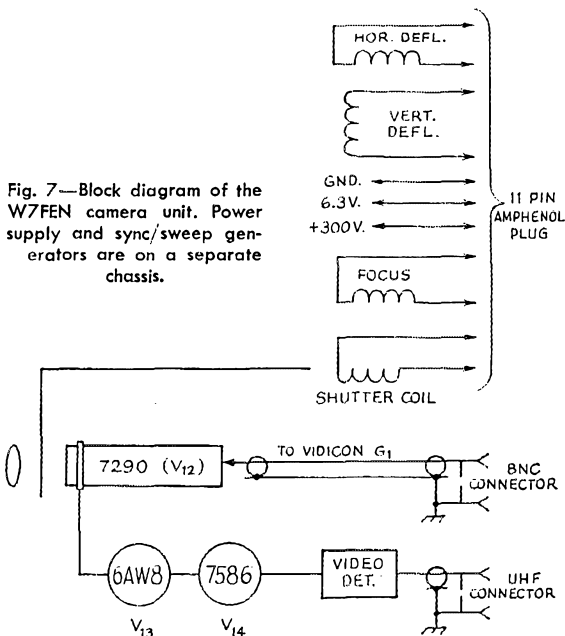 HOR. DEFL.
VERT.
DEFL.
Fig. 7—Block diagram of the
W7FEN camera unit. Power
supply and sync/sweep gen-
erators are on a separate
chassis.
GND.
6.3V.
+300V.
11 PIN
AMPHENOL
PLUG
FOCUS
SHUTTER COIL
7290 (V12)
TO VIDICON G1
BNC
CONNECTOR
6AW8
7586
VIDEO
DET.
UHF
CONNECTOR
V13
V14